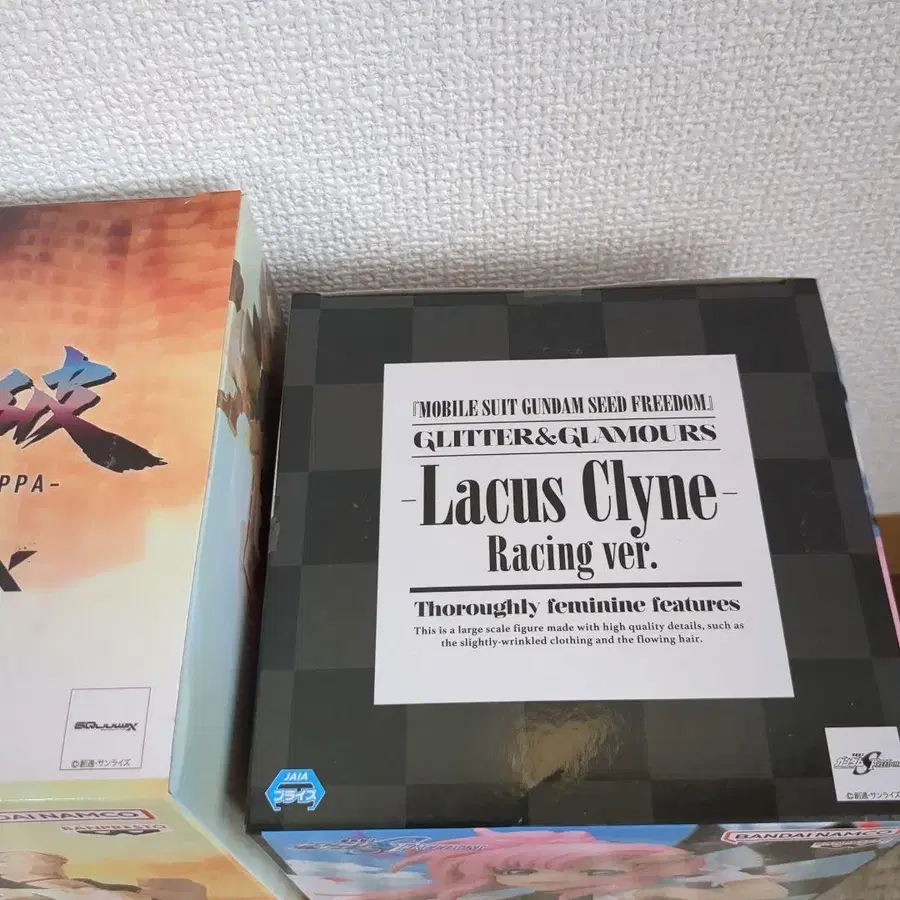 破
PPA-
X
GQUUUUUUX
©創通・サンライズ
BANDAI NAMCO
BANPRESTO
『MOBILE SUIT GUNDAM SEED FREEDOM』
GLITTER&GLAMOURS
-Lacus Clyne-
Racing ver.
Thoroughly feminine features
This is a large scale figure made with high quality details, such as
the slightly-wrinkled clothing and the flowing hair.
JAIA
プライズ
©創通・サンライズ
BANDAI NAMCO